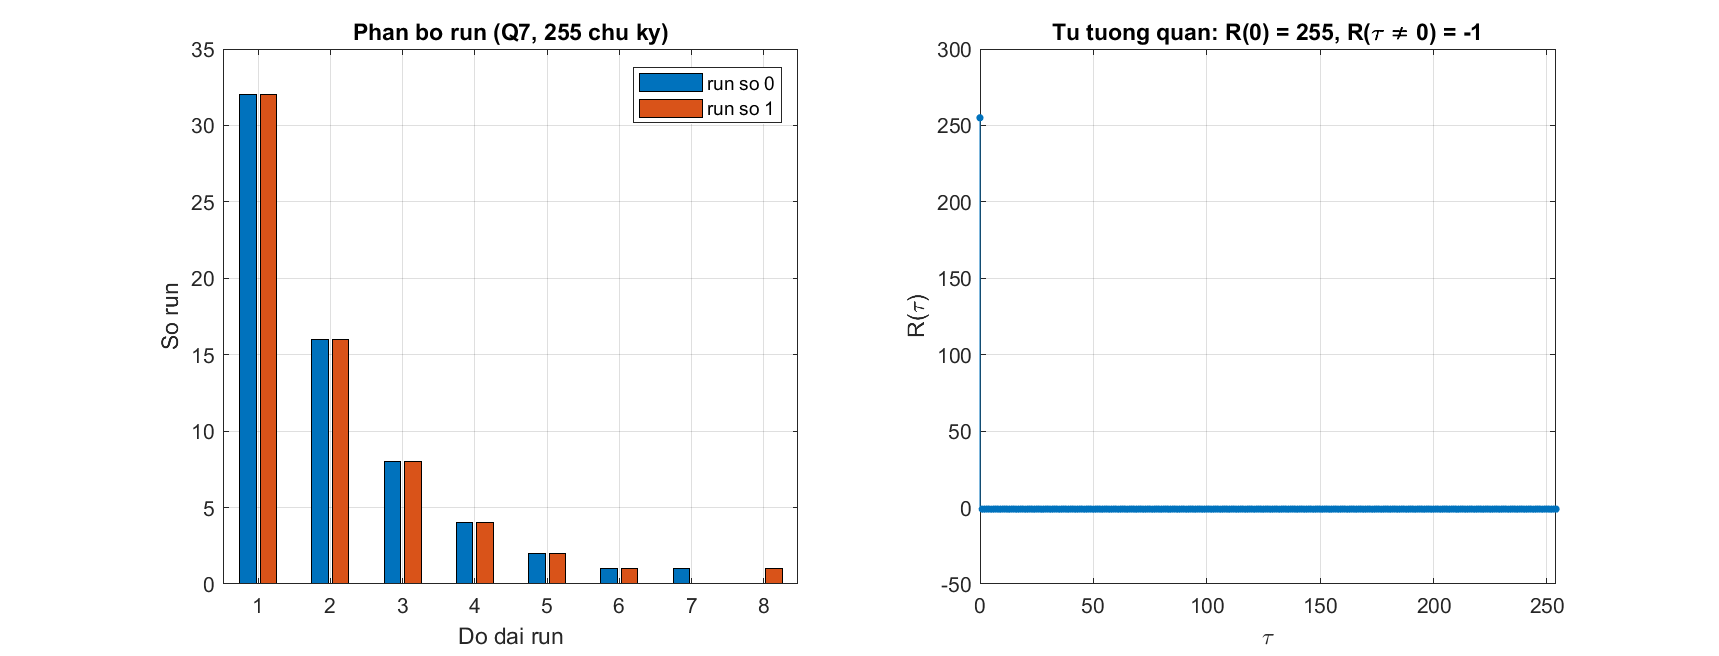 Phan bo run (Q7, 255 chu ky)
35
30
25
20
15
10
5
0
So run
1 2 3 4 5 6 7 8
Do dai run
run so 0
run so 1
Tu tuong quan: R(0) = 255, R(τ ≠ 0) = -1
300
250
200
150
100
50
0
-50
R(τ)
0 50 100 150 200 250
τ